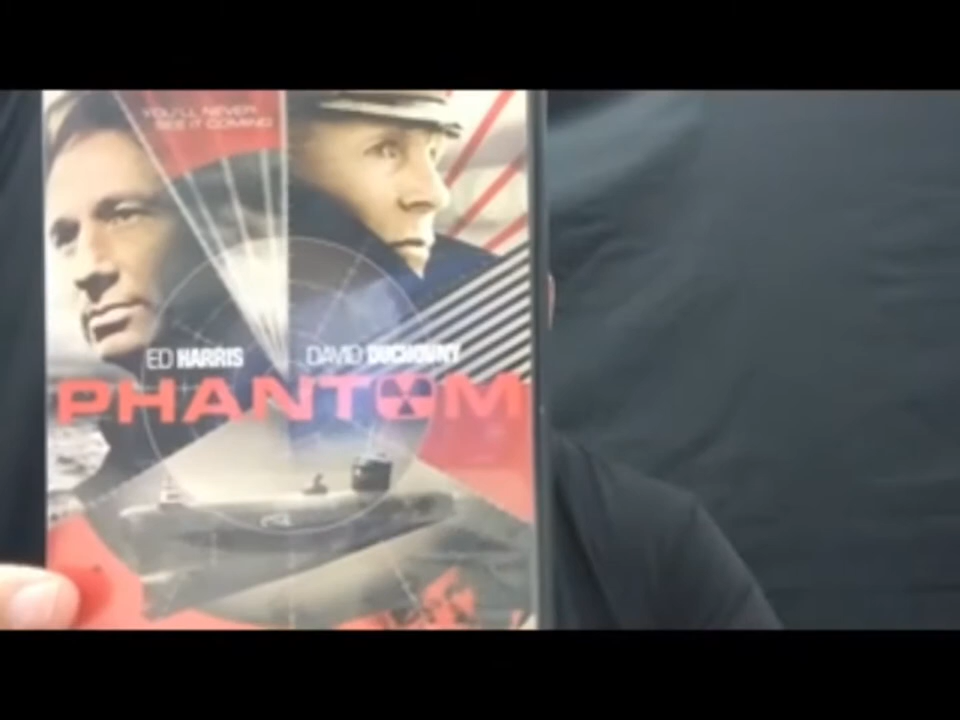 YOU'LL NEVER
SEE IT COMING
ED HARRIS DAVID DUCHOVNY
PHANTOM